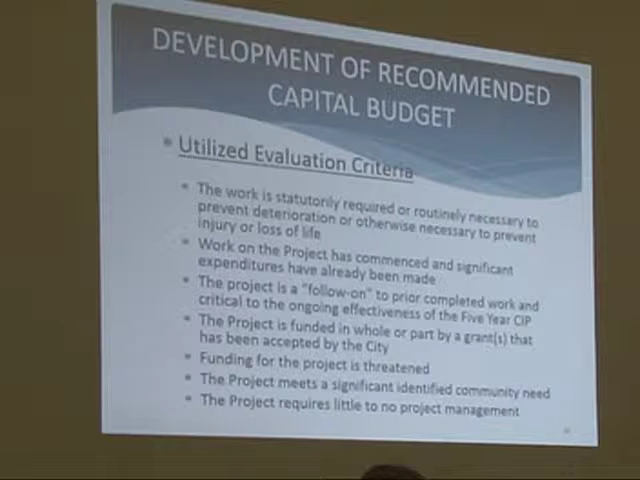 DEVELOPMENT OF RECOMMENDED
CAPITAL BUDGET
Utilized Evaluation Criteria
The work is statutorily required or routinely necessary to
prevent deterioration or otherwise necessary to prevent
injury or loss of life
Work on the Project has commenced and significant
expenditures have already been made
The project is a "follow-on" to prior completed work and
critical to the ongoing effectiveness of the Five Year CIP
The Project is funded in whole or part by a grant(s) that
has been accepted by the City
Funding for the project is threatened
The Project meets a significant identified community need
The Project requires little to no project management